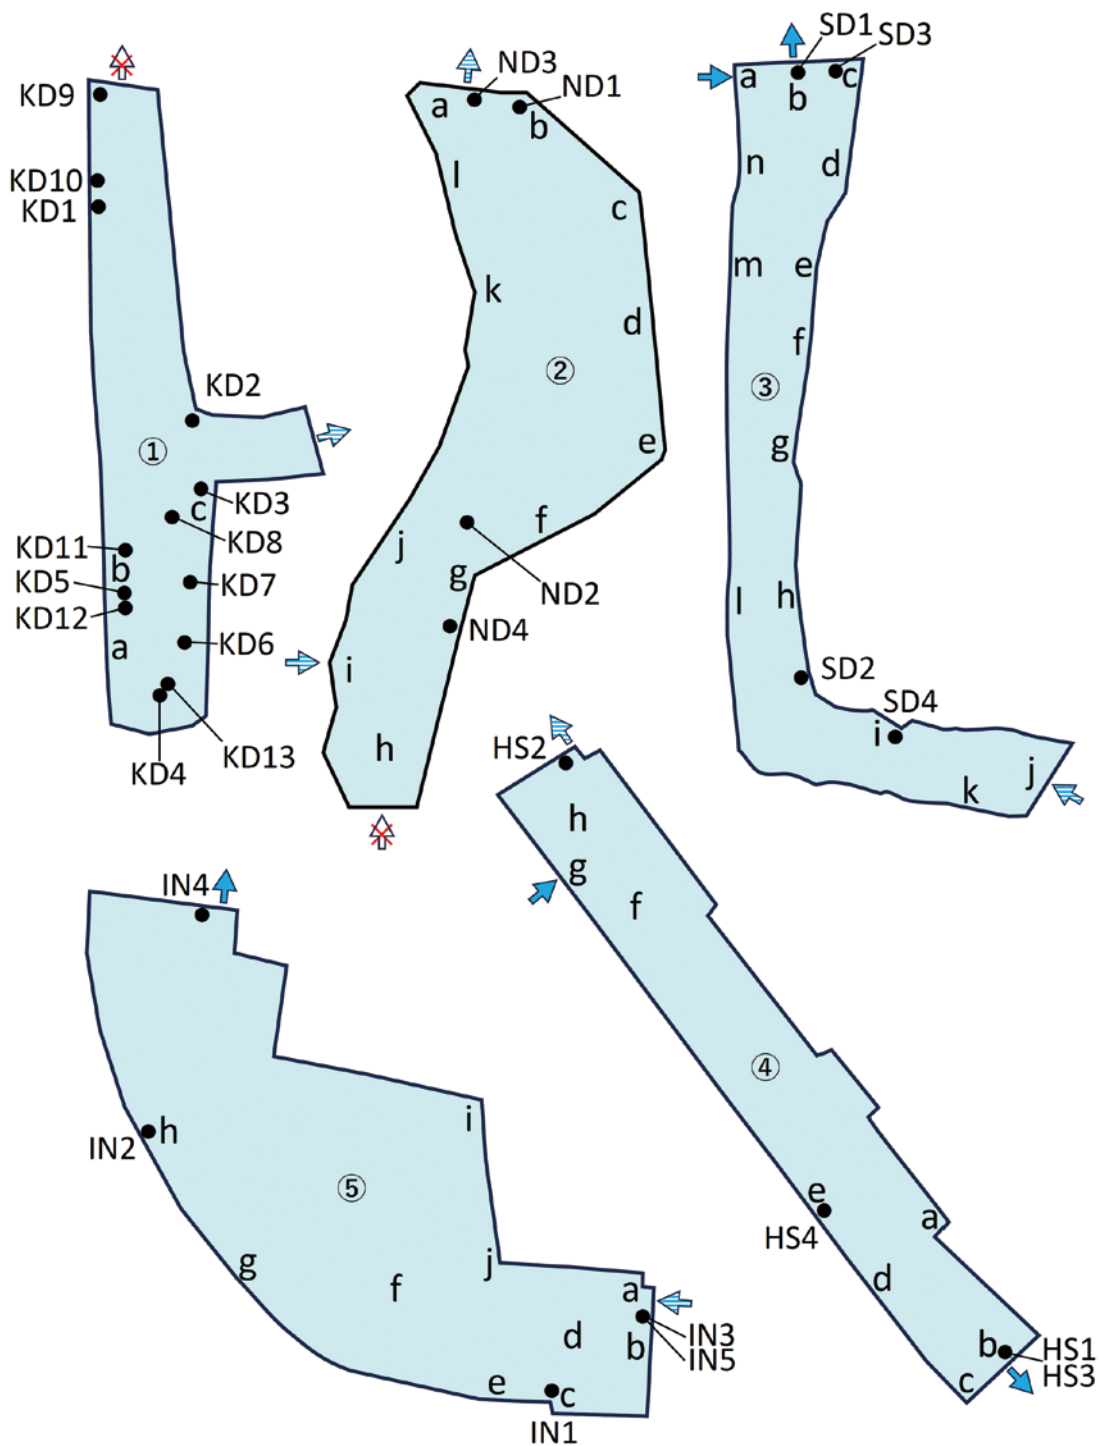 KD9
KD10
KD1
KD2
①
KD3
c
KD8
KD11
b
KD5
KD7
KD12
a
KD6
KD13
KD4
ND3
ND1
a
b
l
c
k
d
②
e
f
j
g
ND2
ND4
i
h
SD1
SD3
a
b
c
n
d
m
e
f
③
g
l
h
SD2
SD4
i
j
k
HS2
h
g
f
④
e
HS4
a
d
b
HS1
HS3
c
IN4
IN2
h
i
⑤
g
j
f
a
IN3
IN5
d
b
e
c
IN1